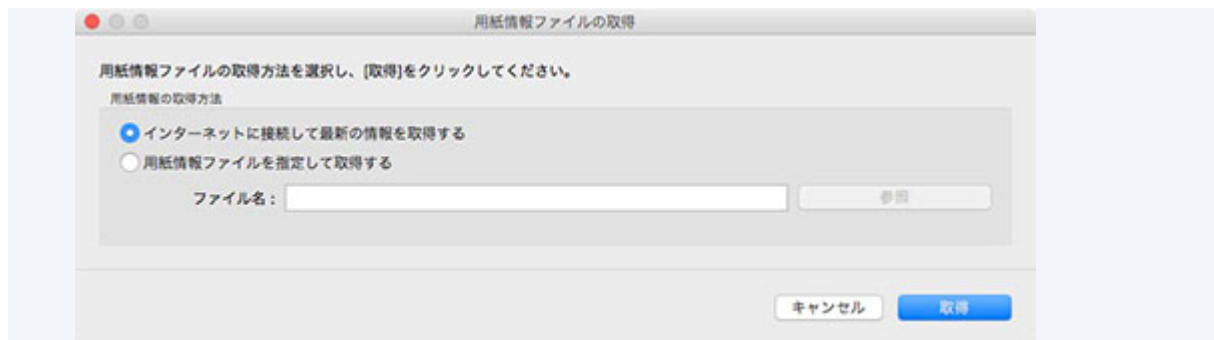 用紙情報ファイルの取得
用紙情報ファイルの取得方法を選択し、[取得]をクリックしてください。
用紙情報の取得方法
インターネットに接続して最新の情報を取得する
用紙情報ファイルを指定して取得する
ファイル名： 参照
キャンセル 取得